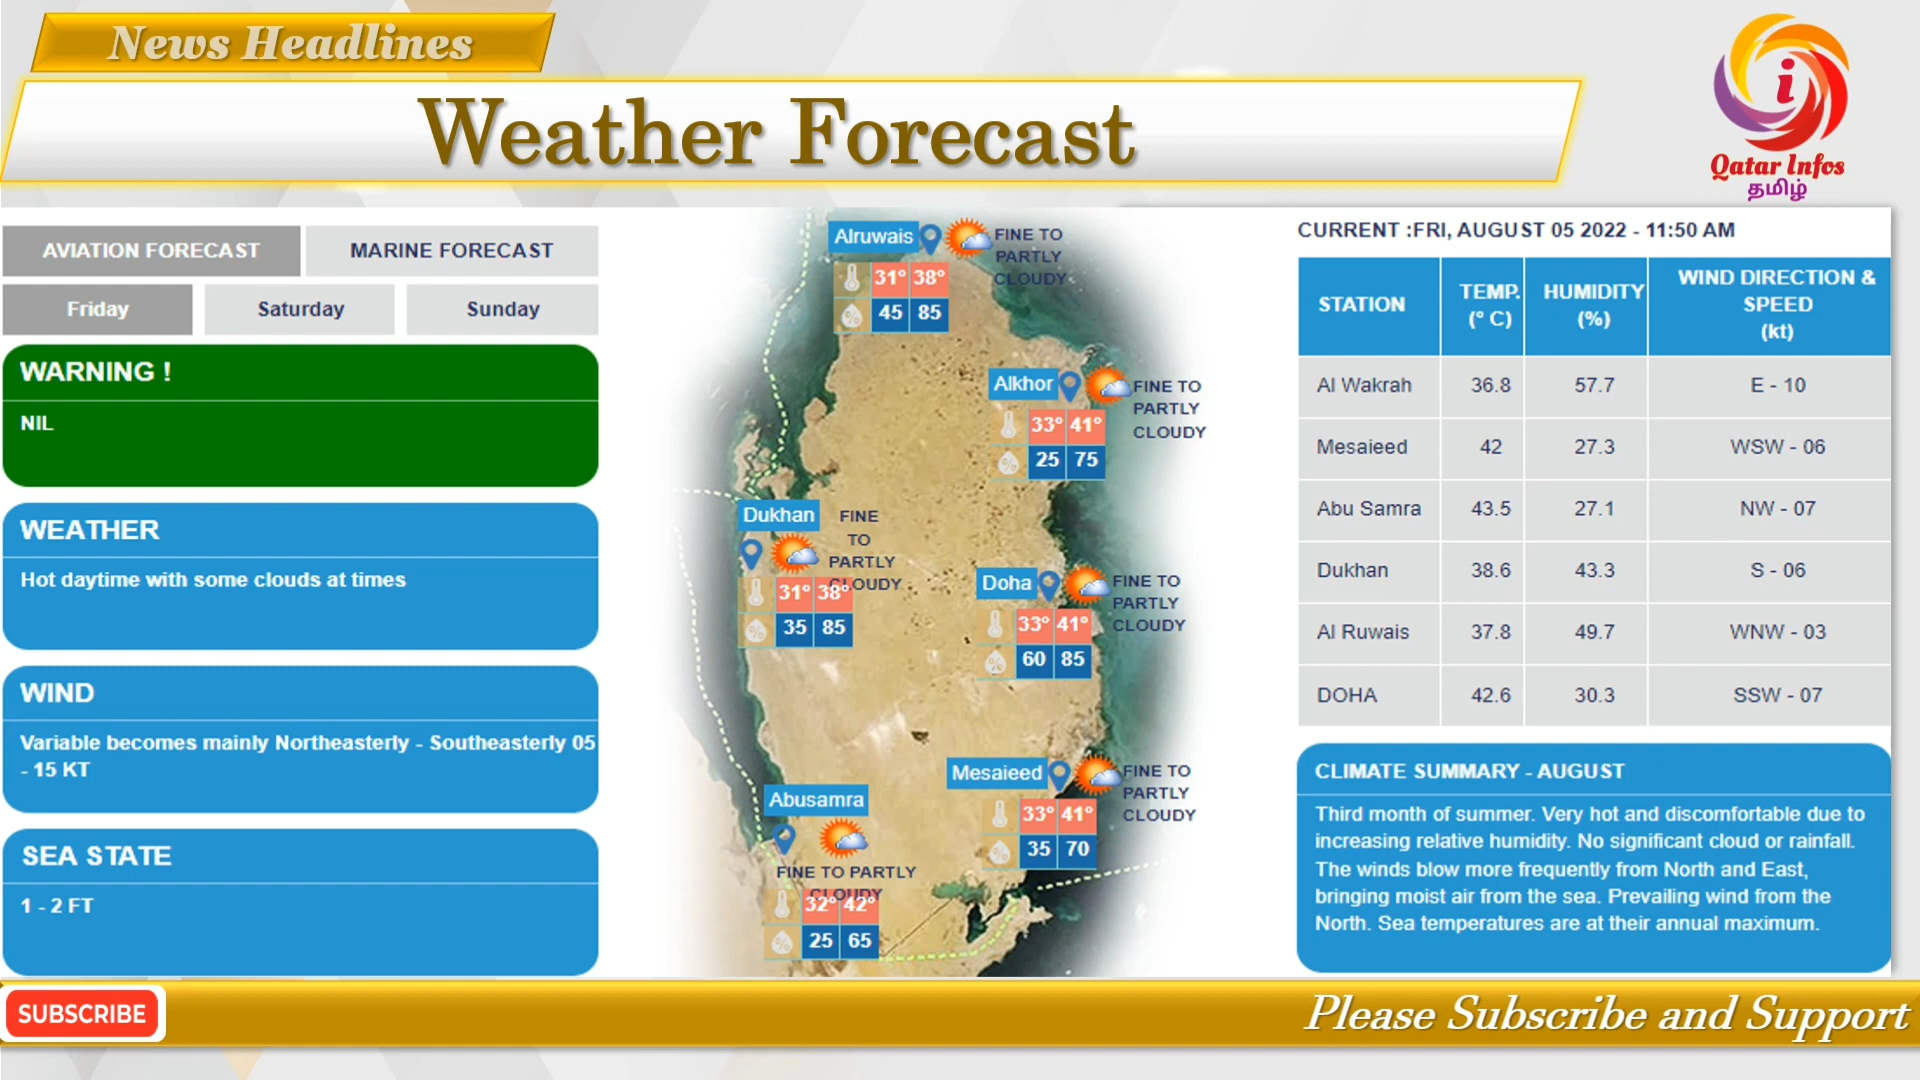 News Headlines
Weather Forecast
i
Qatar Infos
தமிழ்
AVIATION FORECAST
MARINE FORECAST
Friday
Saturday
Sunday
WARNING !
NIL
WEATHER
Hot daytime with some clouds at times
WIND
Variable becomes mainly Northeasterly - Southeasterly 05
- 15 KT
SEA STATE
1 - 2 FT
Alruwais
FINE TO
PARTLY
CLOUDY
31° 38°
%
45 85
Alkhor
FINE TO
PARTLY
CLOUDY
33° 41°
%
25 75
Dukhan
FINE
TO
PARTLY
CLOUDY
31° 38°
%
35 85
Doha
FINE TO
PARTLY
CLOUDY
33° 41°
%
60 85
Mesaieed
FINE TO
PARTLY
CLOUDY
33° 41°
%
35 70
Abusamra
FINE TO PARTLY
CLOUDY
32° 42°
%
25 65
CURRENT :FRI, AUGUST 05 2022 - 11:50 AM
STATION TEMP. (° C) HUMIDITY (%) WIND DIRECTION & SPEED (kt)
Al Wakrah 36.8 57.7 E - 10
Mesaieed 42 27.3 WSW - 06
Abu Samra 43.5 27.1 NW - 07
Dukhan 38.6 43.3 S - 06
Al Ruwais 37.8 49.7 WNW - 03
DOHA 42.6 30.3 SSW - 07
CLIMATE SUMMARY - AUGUST
Third month of summer. Very hot and discomfortable due to
increasing relative humidity. No significant cloud or rainfall.
The winds blow more frequently from North and East,
bringing moist air from the sea. Prevailing wind from the
North. Sea temperatures are at their annual maximum.
SUBSCRIBE
Please Subscribe and Support